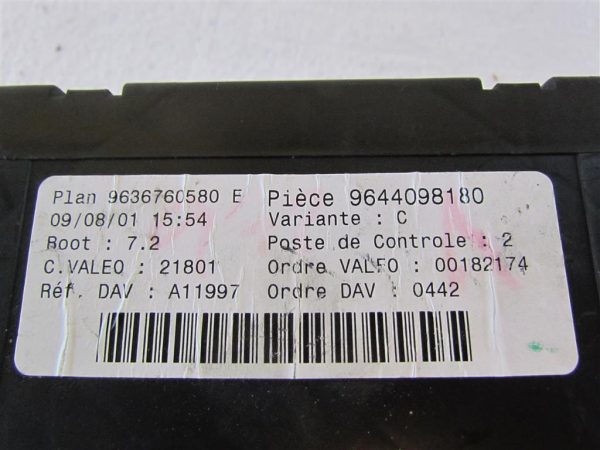 Plan 9636760580 E Pièce 9644098180
09/08/01 15:54 Variante : C
Root : 7.2 Poste de Controle : 2
C.VALEO : 21801 Ordre VALEO : 00182174
Réf. DAV : A11997 Ordre DAV : 0442